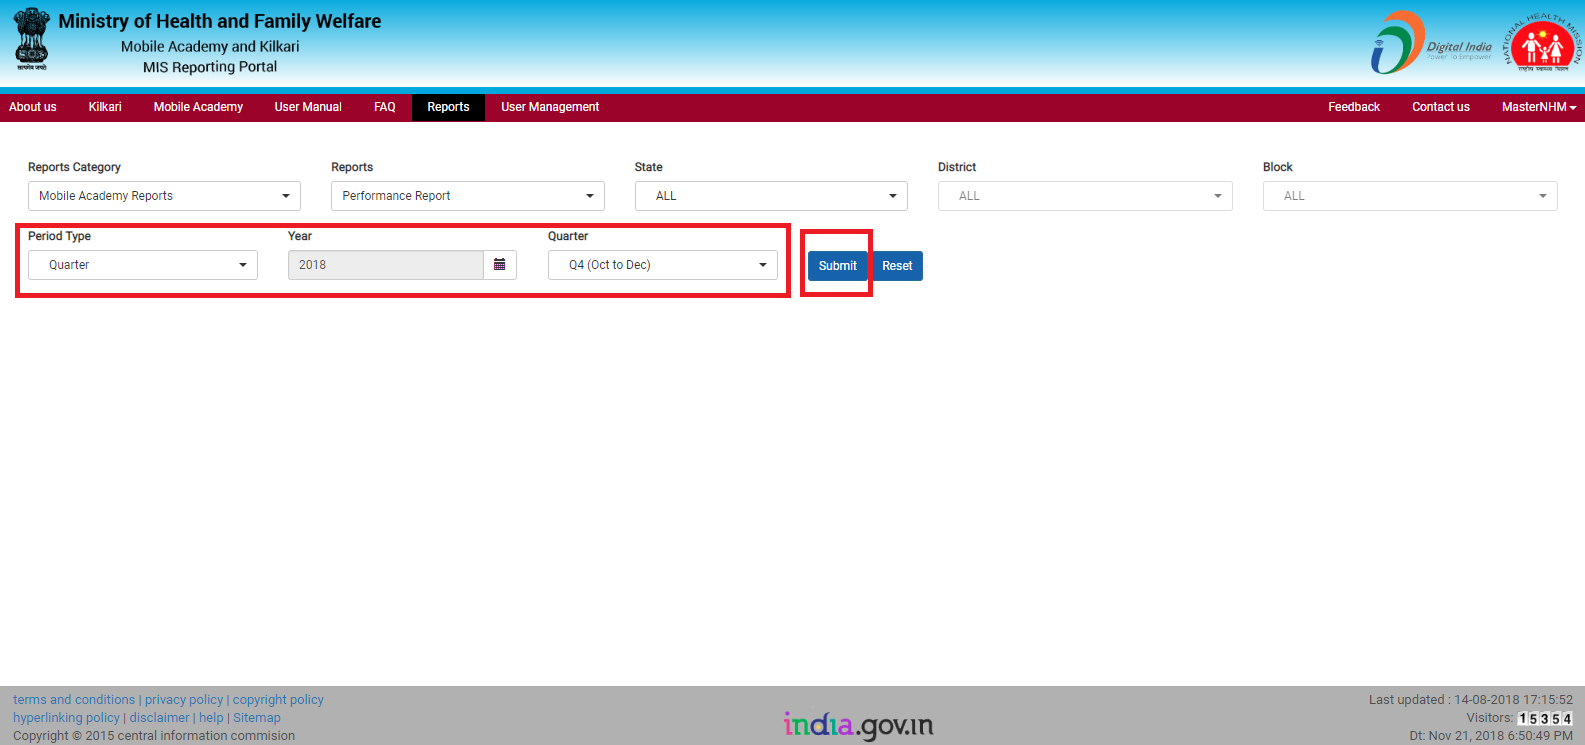 Ministry of Health and Family Welfare
Mobile Academy and Kilkari
MIS Reporting Portal
सत्यमेव जयते
Digital India
Power To Empower
NATIONAL HEALTH MISSION
राष्ट्रीय स्वास्थ्य मिशन
About us Kilkari Mobile Academy User Manual FAQ Reports User Management Feedback Contact us MasterNHM
Reports Category Reports State District Block
Mobile Academy Reports Performance Report ALL ALL ALL
Period Type Year Quarter
Quarter 2018 Q4 (Oct to Dec) Submit Reset
terms and conditions | privacy policy | copyright policy
hyperlinking policy | disclaimer | help | Sitemap
Copyright © 2015 central information commision
india.gov.in
Last updated : 14-08-2018 17:15:52
Visitors: 15354
Dt: Nov 21, 2018 6:50:49 PM